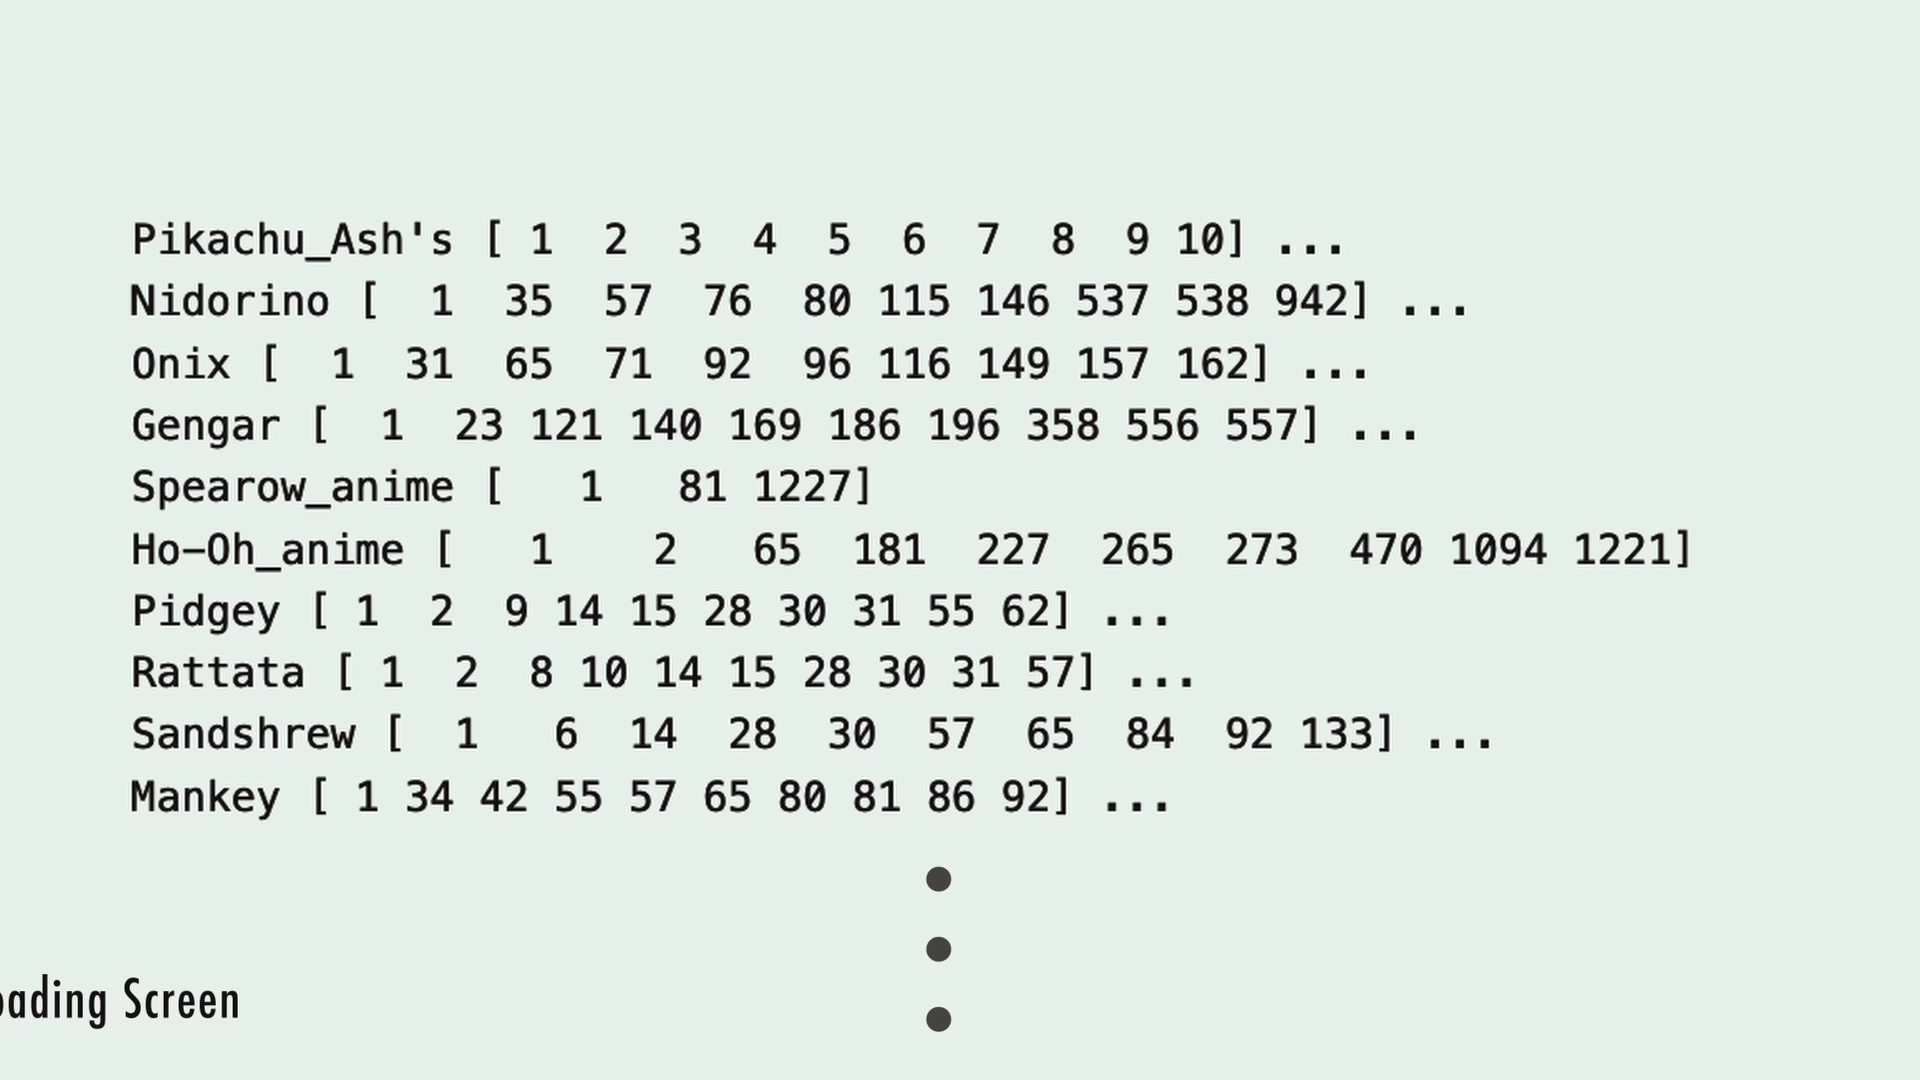 Pikachu_Ash's [ 1  2  3  4  5  6  7  8  9 10] ...
Nidorino [  1  35  57  76  80 115 146 537 538 942] ...
Onix [  1  31  65  71  92  96 116 149 157 162] ...
Gengar [  1  23 121 140 169 186 196 358 556 557] ...
Spearow_anime [   1   81 1227]
Ho-Oh_anime [   1    2   65  181  227  265  273  470 1094 1221]
Pidgey [ 1  2  9 14 15 28 30 31 55 62] ...
Rattata [ 1  2  8 10 14 15 28 30 31 57] ...
Sandshrew [  1   6  14  28  30  57  65  84  92 133] ...
Mankey [ 1 34 42 55 57 65 80 81 86 92] ...
oading Screen